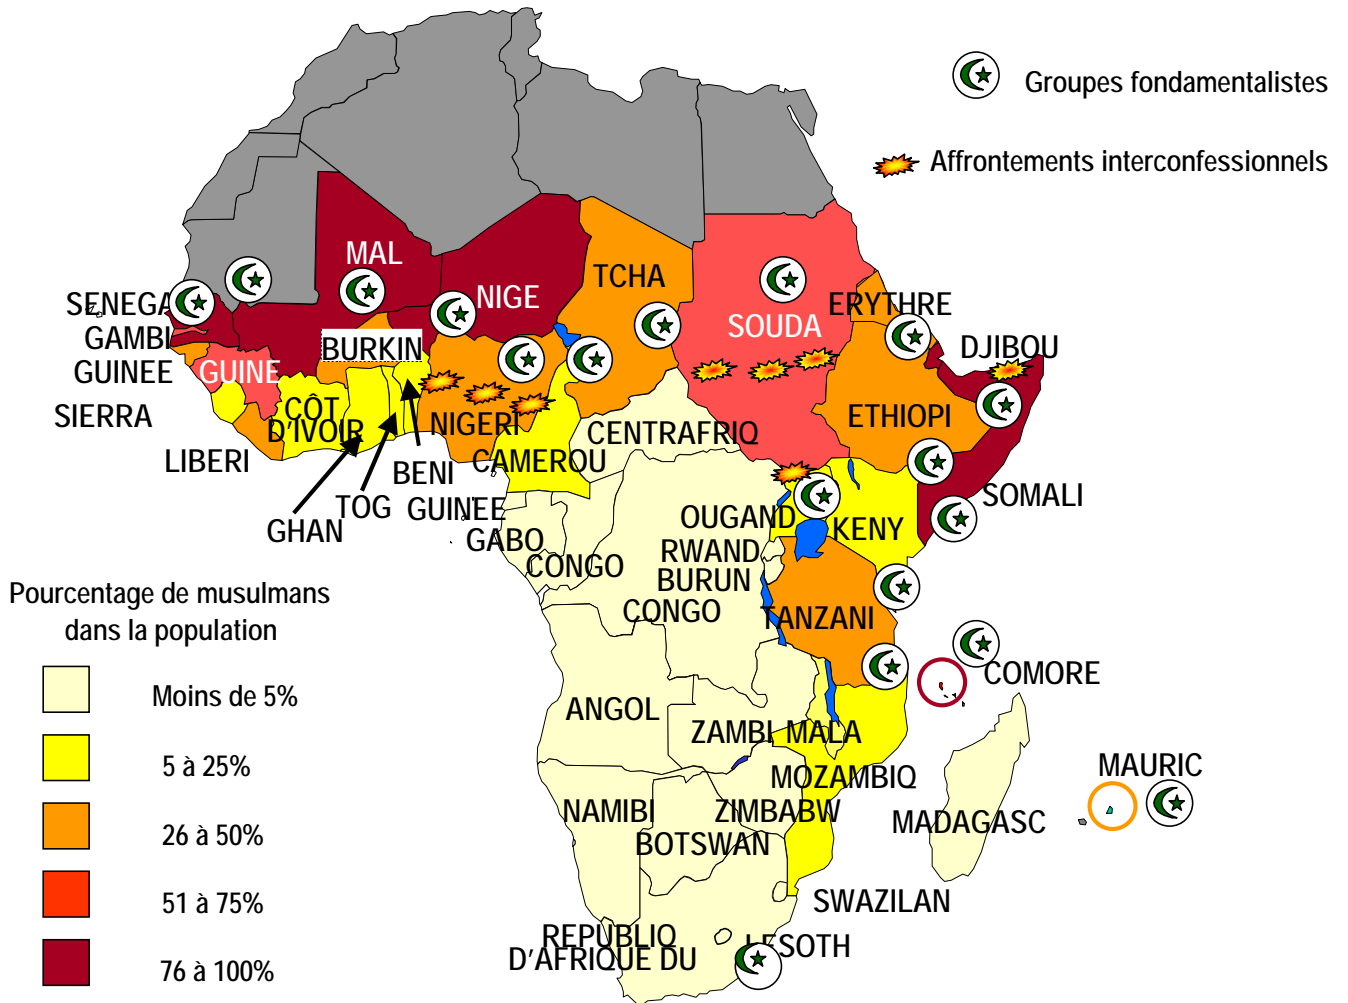 Groupes fondamentalistes
Affrontements interconfessionnels
MAL
NIGE
TCHA
SOUDA
ERYTHRE
DJIBOU
SENEGA
GAMBI
GUINEE
GUINE
BURKIN
SIERRA
CÔT
D'IVOIR
NIGERI
ETHIOPI
LIBERI
CENTRAFRIQ
CAMEROU
BENI
TOG
GUINEE
GHAN
GABO
CONGO
SOMALI
OUGAND
KENY
RWAND
BURUN
CONGO
TANZANI
COMORE
ANGOL
ZAMBI
MALA
MOZAMBIQ
MAURIC
NAMIBI
ZIMBABW
MADAGASC
BOTSWAN
SWAZILAN
REPUBLIQ
D'AFRIQUE DU
LESOTH
Pourcentage de musulmans
dans la population
Moins de 5%
5 à 25%
26 à 50%
51 à 75%
76 à 100%